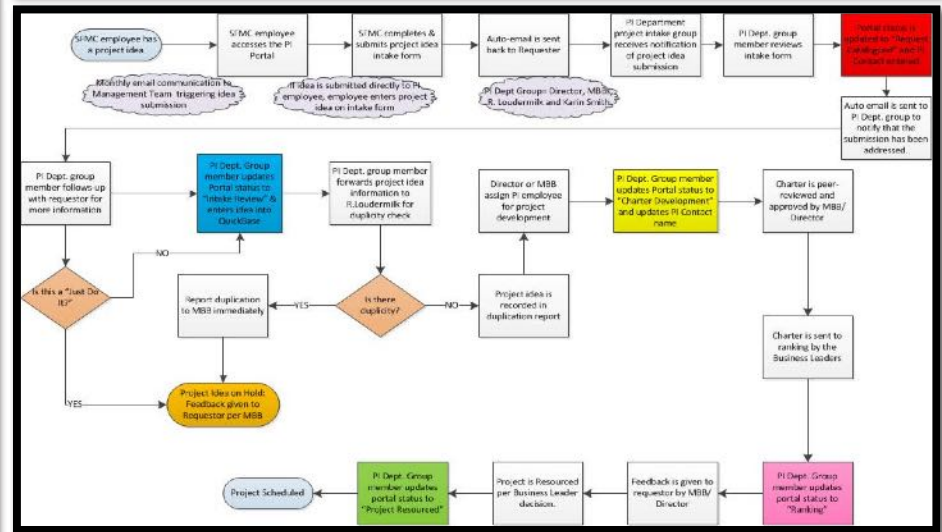 SFMC employee has
a project idea
SFMC employee
accesses the PI
Portal
SFMC completes &
submits project idea
intake form
Auto-email is sent
back to Requester
PI Department
project intake group
receives notification
of project idea
submission
PI Dept. group
member reviews
intake form
Portal status is
updated to "Request
Catalogued" and PI
Contact entered
Monthly email communication to
Management Team triggering idea
submission
If idea is submitted directly to PI
employee, employee enters project
idea on intake form
PI Dept Group= Director, MBB,
R. Loudermilk and Karin Smith.
Auto email is sent to
PI Dept. group to
notify that the
submission has been
addressed.
PI Dept. group
member follows-up
with requestor for
more information
PI Dept. Group
member updates
Portal status to
"Intake Review" &
enters idea into
QuickBase
PI Dept. group member
forwards project idea
information to
R.Loudermilk for
duplicity check
Director or MBB
assign PI employee
for project
development
PI Dept. Group member
updates Portal status to
"Charter Development"
and updates PI Contact
name
Charter is peer-
reviewed and
approved by MBB/
Director
NO
Is this a "Just Do
It?"
Report duplication
to MBB immediately
YES
Is there
duplicity?
NO
Project idea is
recorded in
duplication report
Charter is sent to
ranking by the
Business Leaders
YES
Project Idea on Hold:
Feedback given to
Requestor per MBB
Project Scheduled
PI Dept. Group
member updates
portal status to
"Project Resourced"
Project is Resourced
per Business Leader
decision.
Feedback is given to
requestor by MBB/
Director
PI Dept. Group
member updates
portal status to
"Ranking"